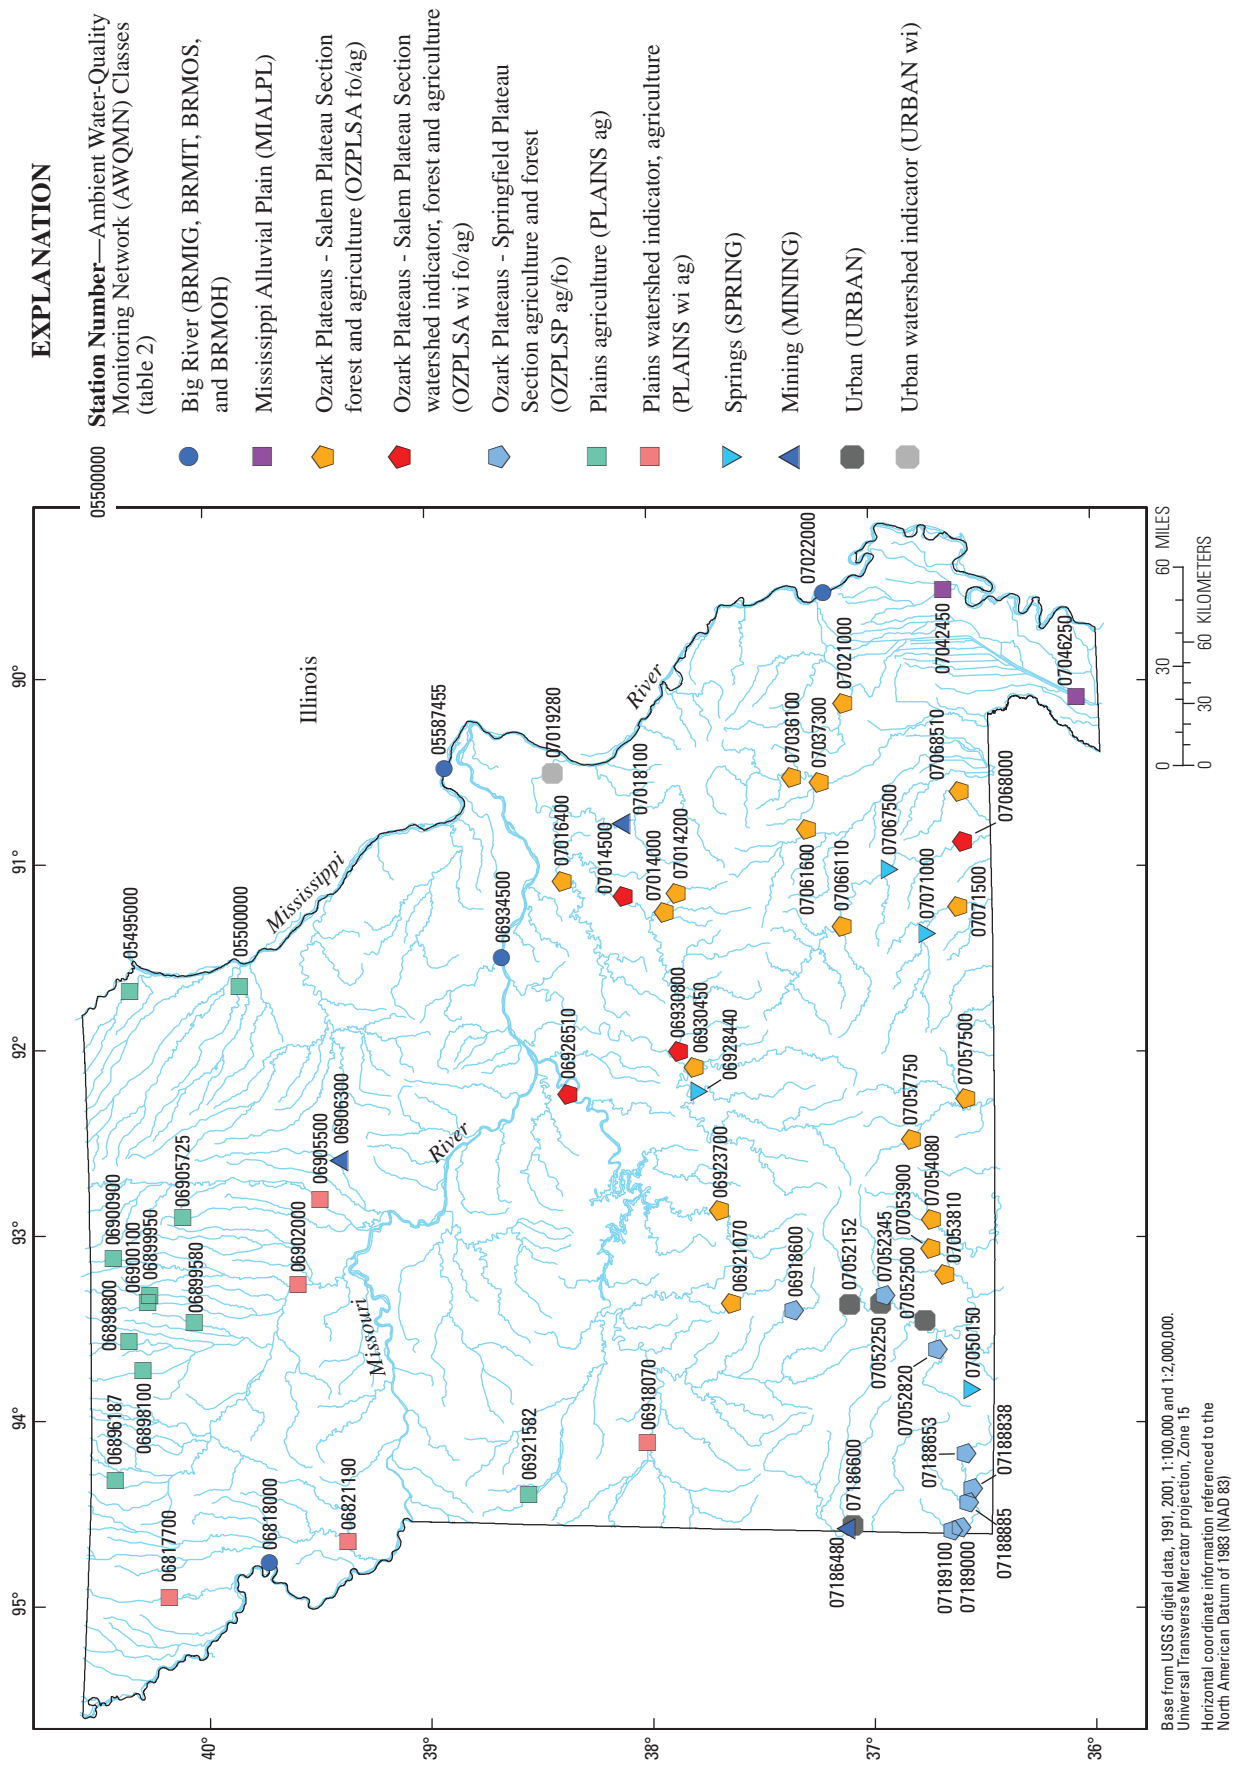 EXPLANATION
05500000
Station Number—Ambient Water-Quality
Monitoring Network (AWQMN) Classes
(table 2)
Big River (BRMIG, BRMIT, BRMOS,
and BRMOH)
Mississippi Alluvial Plain (MIALPL)
Ozark Plateaus - Salem Plateau Section
forest and agriculture (OZPLSA fo/ag)
Ozark Plateaus - Salem Plateau Section
watershed indicator, forest and agriculture
(OZPLSA wi fo/ag)
Ozark Plateaus - Springfield Plateau
Section agriculture and forest
(OZPLSP ag/fo)
Plains agriculture (PLAINS ag)
Plains watershed indicator, agriculture
(PLAINS wi ag)
Springs (SPRING)
Mining (MINING)
Urban (URBAN)
Urban watershed indicator (URBAN wi)
95°
94°
93°
92°
91°
90°
40°
39°
38°
37°
36°
Illinois
Mississippi
River
Missouri
River
06817700
06818000
06821190
06896187
06898100
06898800
06899580
06899950
06900100
06900900
06905725
06902000
06905500
06906300
05495000
05500000
05587455
06934500
06926510
06921582
06918070
06930800
06930450
06928440
06923700
06921070
06918600
07019280
07016400
07018100
07014500
07014000
07014200
07022000
07021000
07036100
07037300
07061600
07066110
07067500
07071000
07071500
07068510
07068000
07042450
07046250
07057500
07057750
07054080
07053900
07053810
07052152
07052345
07052500
07052250
07052820
07050150
07186600
07186480
07188653
07188838
07188885
07189000
07189100
0 30 60 MILES
0 30 60 KILOMETERS
Base from USGS digital data, 1991, 2001, 1:100,000 and 1:2,000,000.
Universal Transverse Mercator projection, Zone 15
Horizontal coordinate information referenced to the
North American Datum of 1983 (NAD 83)